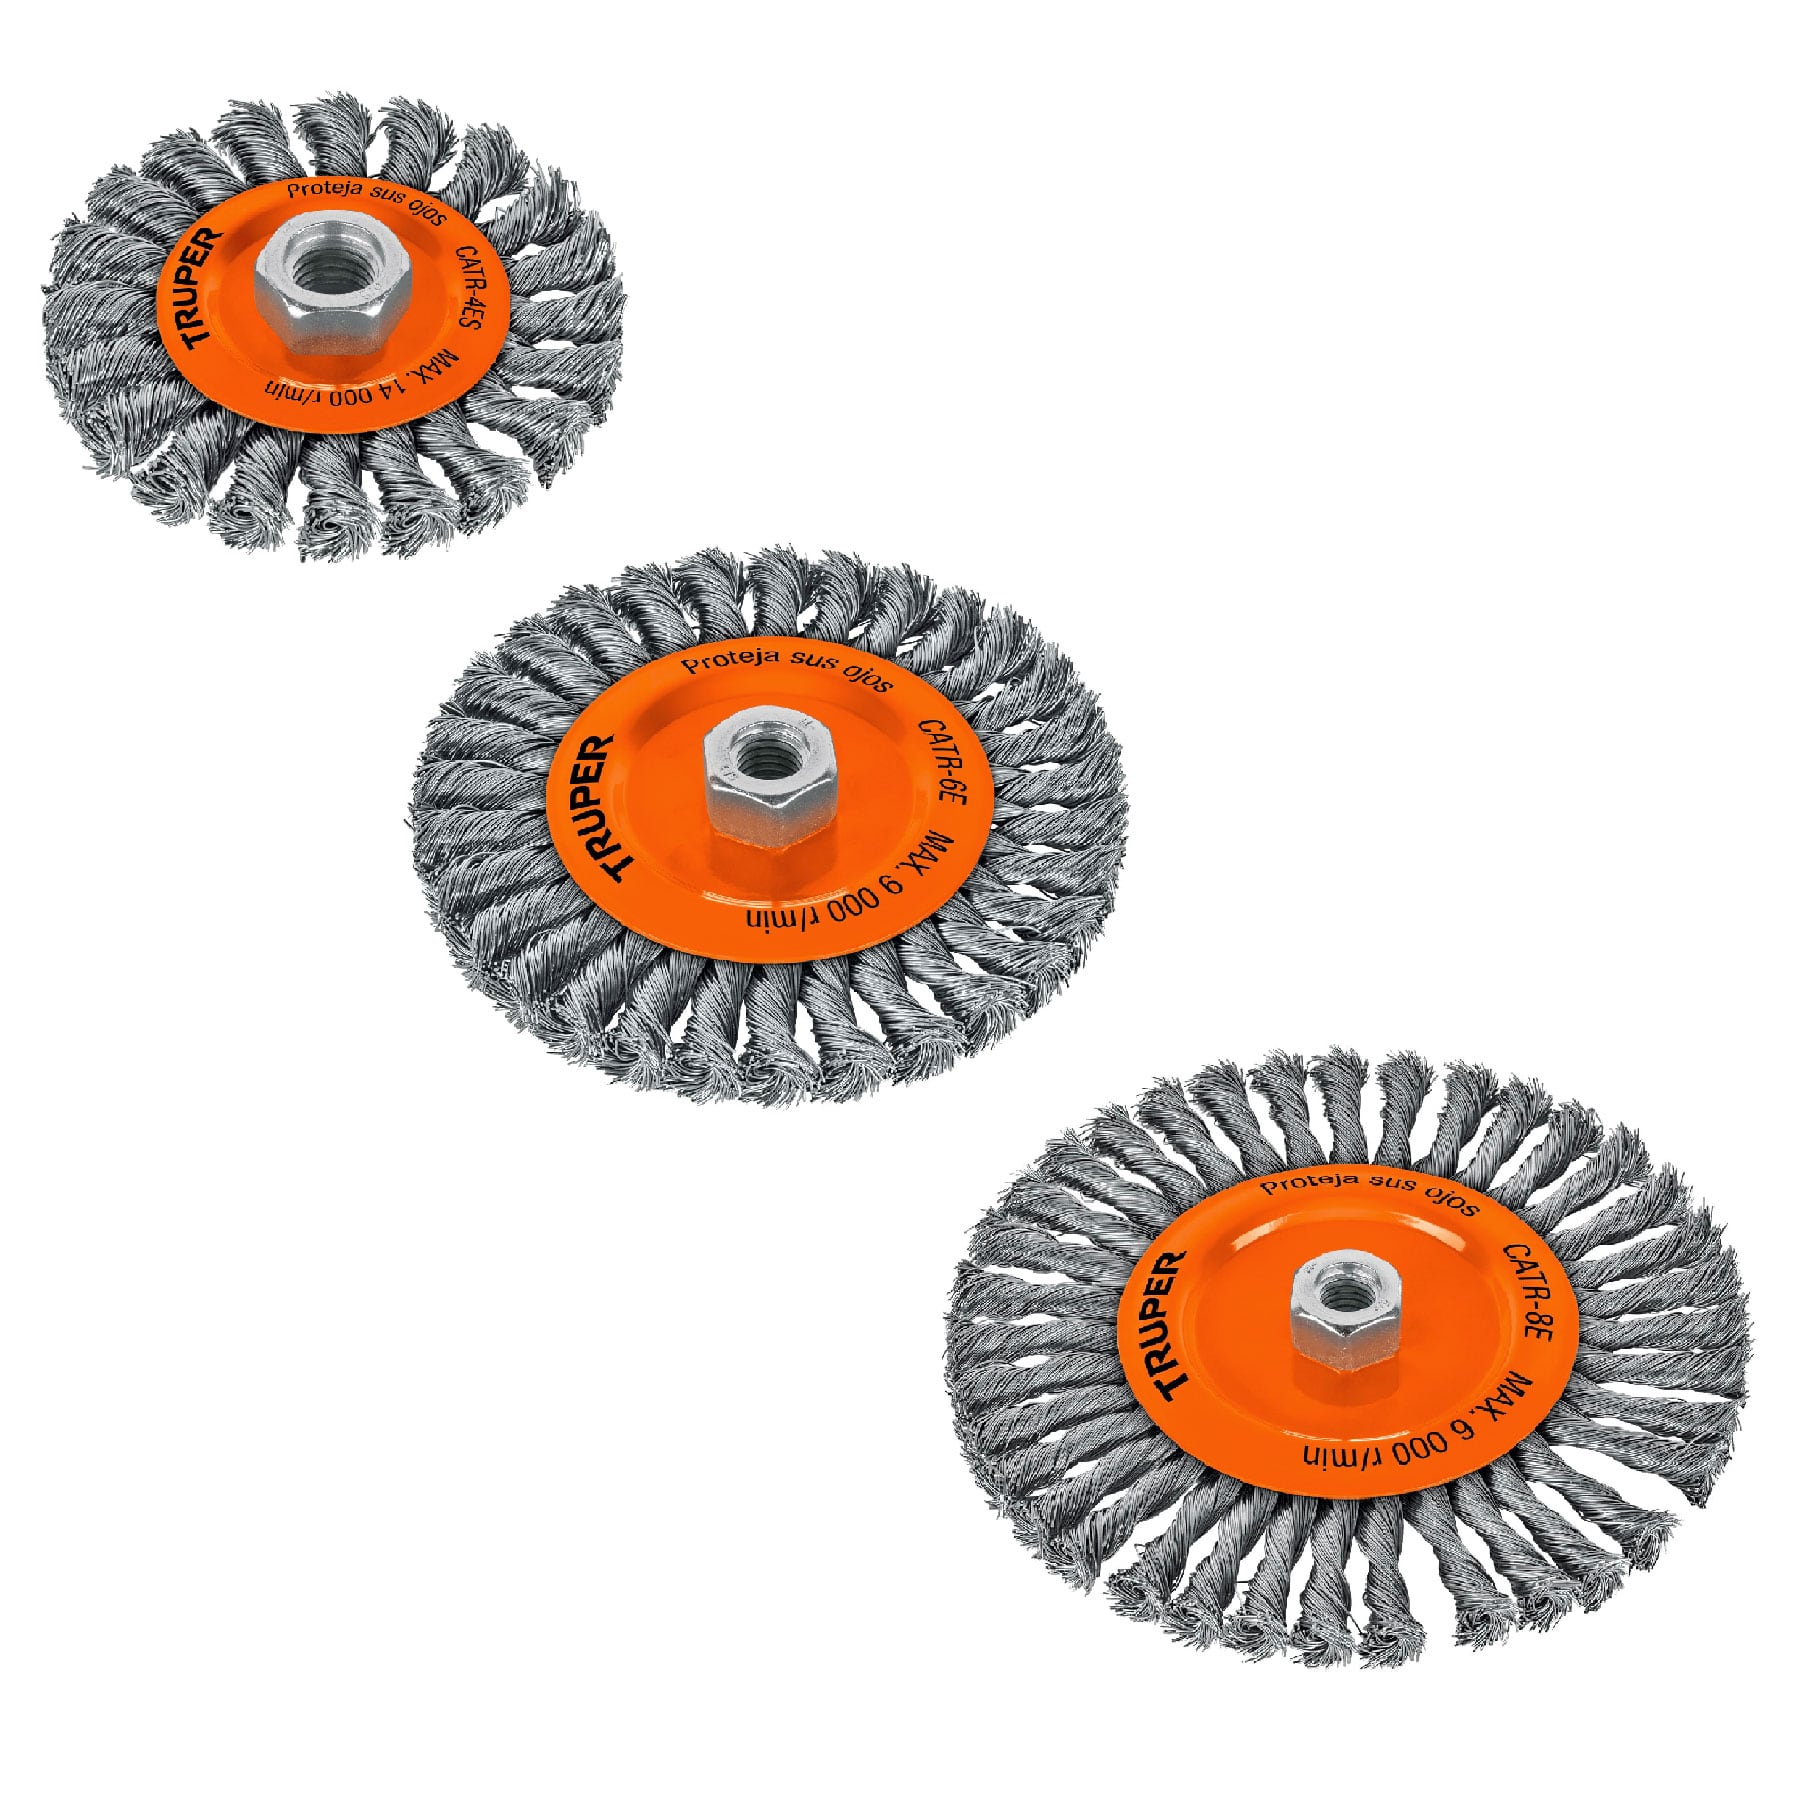 Proteja sus ojos
TRUPER
CATR-4ES
MAX. 14 000 r/min
Proteja sus ojos
TRUPER
CATR-6E
MAX. 9 000 r/min
Proteja sus ojos
TRUPER
CATR-8E
MAX. 6 000 r/min